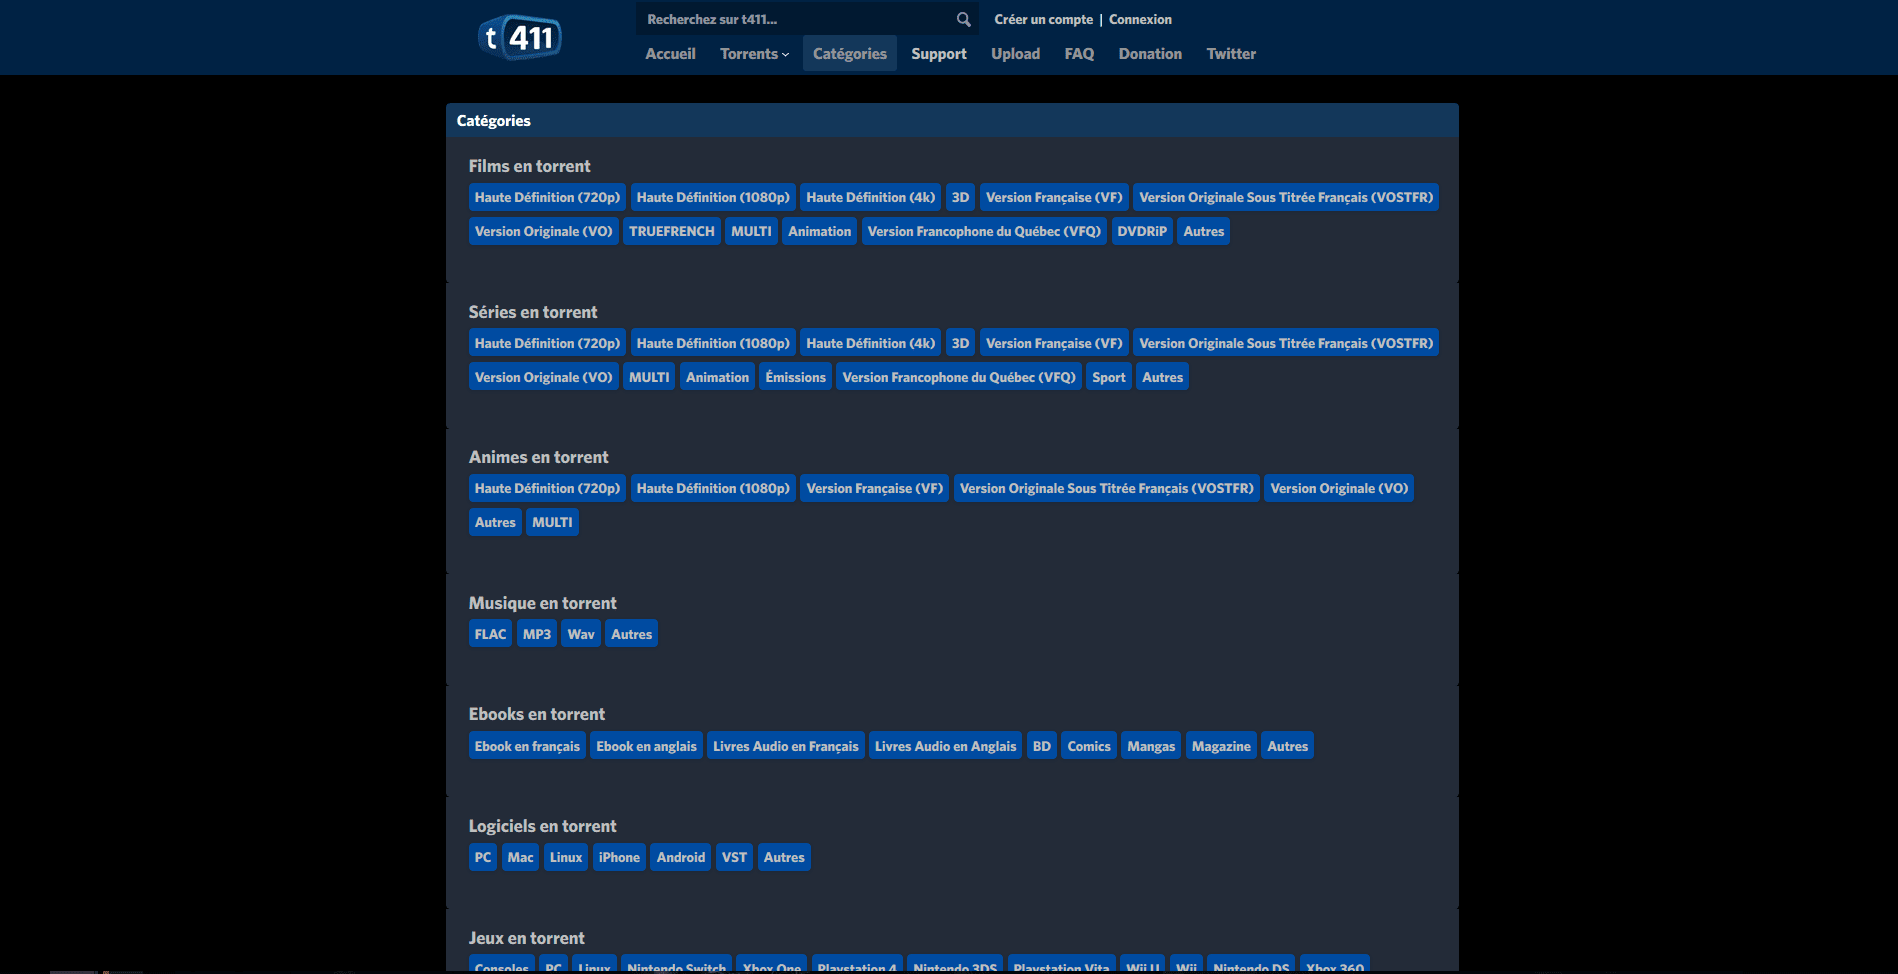 t411
Recherchez sur t411...
Créer un compte | Connexion
Accueil Torrents Catégories Support Upload FAQ Donation Twitter
Catégories
Films en torrent
Haute Définition (720p) Haute Définition (1080p) Haute Définition (4k) 3D Version Française (VF) Version Originale Sous Titrée Français (VOSTFR)
Version Originale (VO) TRUEFRENCH MULTI Animation Version Francophone du Québec (VFQ) DVDRiP Autres
Séries en torrent
Haute Définition (720p) Haute Définition (1080p) Haute Définition (4k) 3D Version Française (VF) Version Originale Sous Titrée Français (VOSTFR)
Version Originale (VO) MULTI Animation Émissions Version Francophone du Québec (VFQ) Sport Autres
Animes en torrent
Haute Définition (720p) Haute Définition (1080p) Version Française (VF) Version Originale Sous Titrée Français (VOSTFR) Version Originale (VO)
Autres MULTI
Musique en torrent
FLAC MP3 Wav Autres
Ebooks en torrent
Ebook en français Ebook en anglais Livres Audio en Français Livres Audio en Anglais BD Comics Mangas Magazine Autres
Logiciels en torrent
PC Mac Linux iPhone Android VST Autres
Jeux en torrent
Consoles PC Linux Nintendo Switch Xbox One Playstation 4 Nintendo 3DS Playstation Vita Wii U Wii Nintendo DS Xbox 360